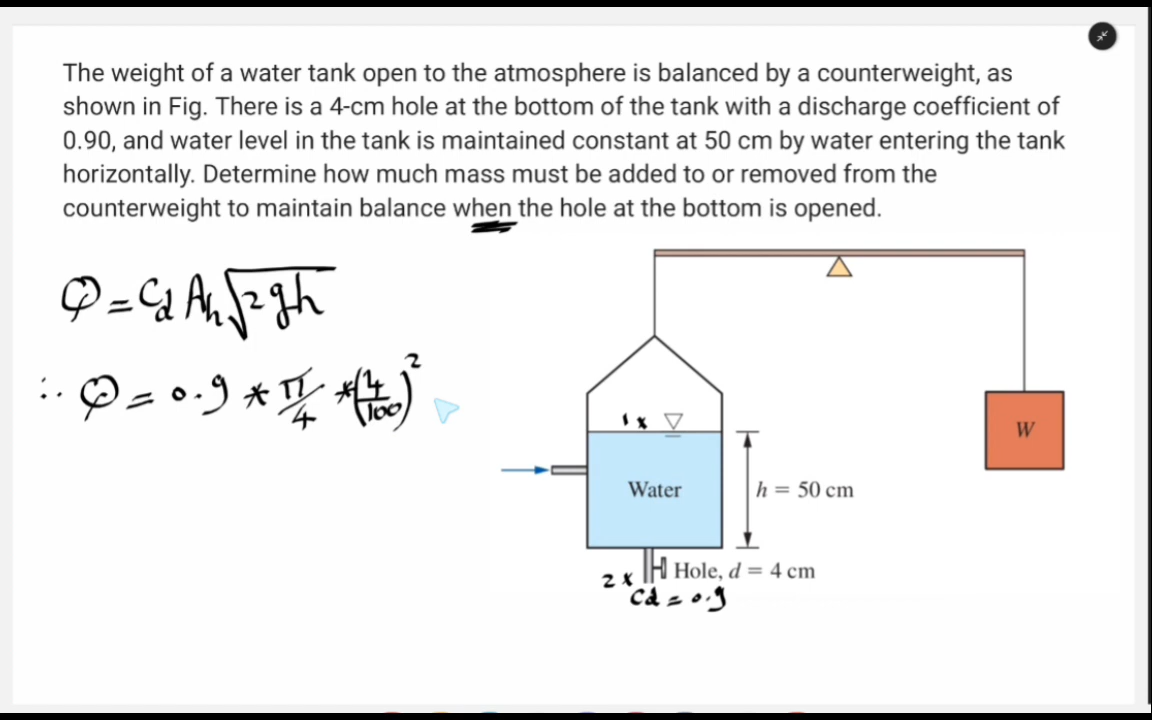 The weight of a water tank open to the atmosphere is balanced by a counterweight, as
shown in Fig. There is a 4-cm hole at the bottom of the tank with a discharge coefficient of
0.90, and water level in the tank is maintained constant at 50 cm by water entering the tank
horizontally. Determine how much mass must be added to or removed from the
counterweight to maintain balance when the hole at the bottom is opened.
Q = Cd Ah √2gh
∴ Q = 0.9 * π/4 * (4/100)²
1 x
W
Water
h = 50 cm
2 x
Hole, d = 4 cm
Cd = 0.9